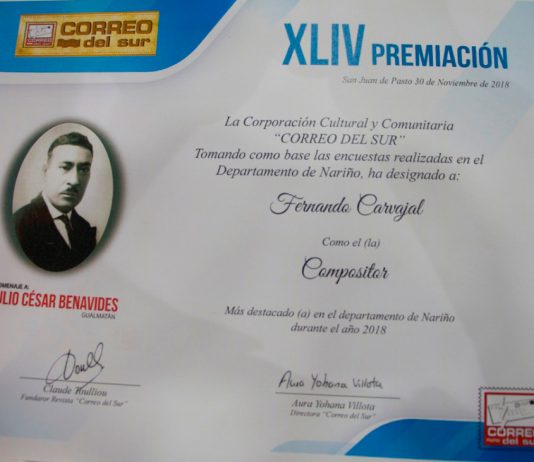 CORREO
del sur
XLIV PREMIACIÓN
San Juan de Pasto 30 de Noviembre de 2018
La Corporación Cultural y Comunitaria
“CORREO DEL SUR”
Tomando como base las encuestas realizadas en el
Departamento de Nariño, ha designado a:
Fernando Carvajal
Como el (la)
Compositor
Más destacado (a) en el departamento de Nariño
durante el año 2018
OMENAJE A:
ULIO CÉSAR BENAVIDES
GUALMATÁN
Claude Toulliou
Fundaror Revista "Correo del Sur"
Aura Yohana Villota
Aura Yohana Villota
Directora "Correo del Sur"
CORREO
del sur